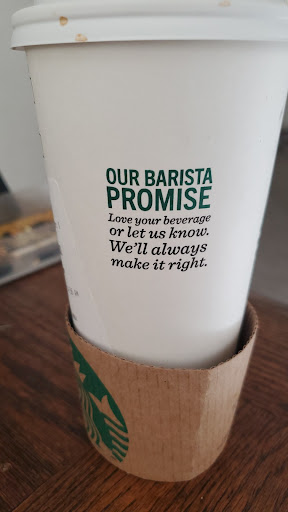 OUR BARISTA
PROMISE
Love your beverage
or let us know.
We'll always
make it right.